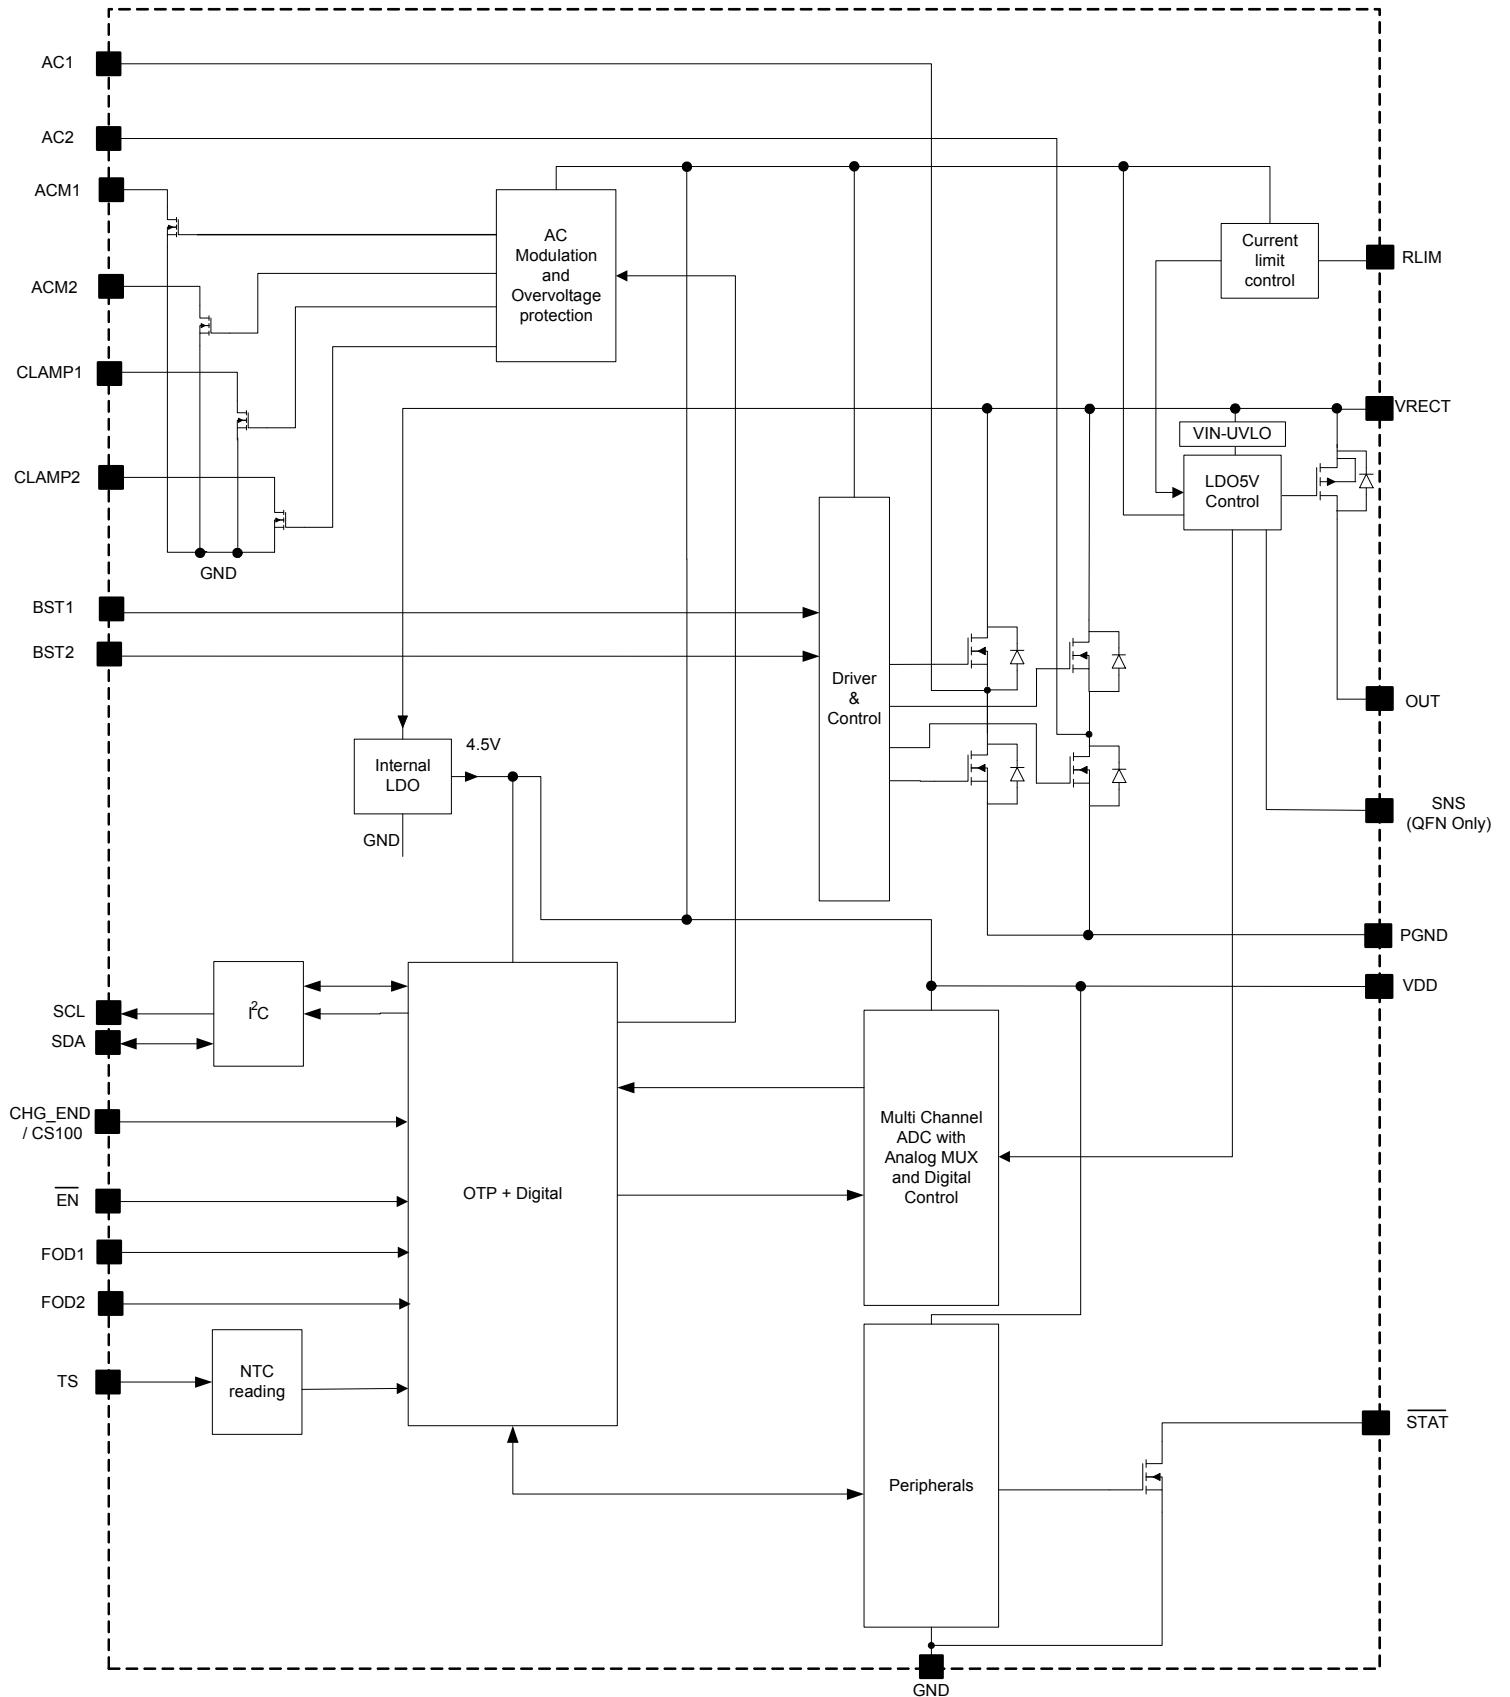 AC1
AC2
ACM1
ACM2
CLAMP1
CLAMP2
GND
BST1
BST2
AC
Modulation
and
Overvoltage
protection
Current
limit
control
RLIM
VRECT
VIN-UVLO
LDO5V
Control
Driver
&
Control
OUT
4.5V
Internal
LDO
GND
SNS
(QFN Only)
PGND
VDD
SCL
SDA
I2C
CHG_END
/ CS100
EN
FOD1
FOD2
TS
NTC
reading
OTP + Digital
Multi Channel
ADC with
Analog MUX
and Digital
Control
Peripherals
STAT
GND